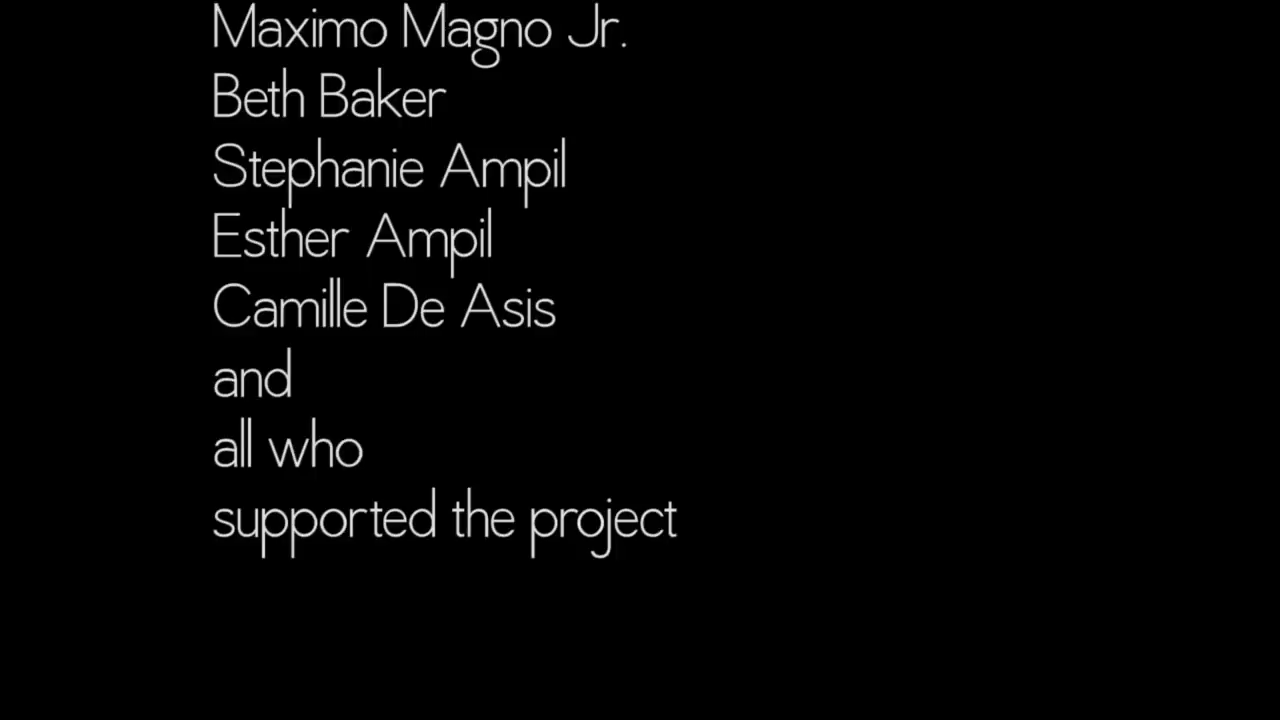 Maximo Magno Jr.
Beth Baker
Stephanie Ampil
Esther Ampil
Camille De Asis
and
all who
supported the project